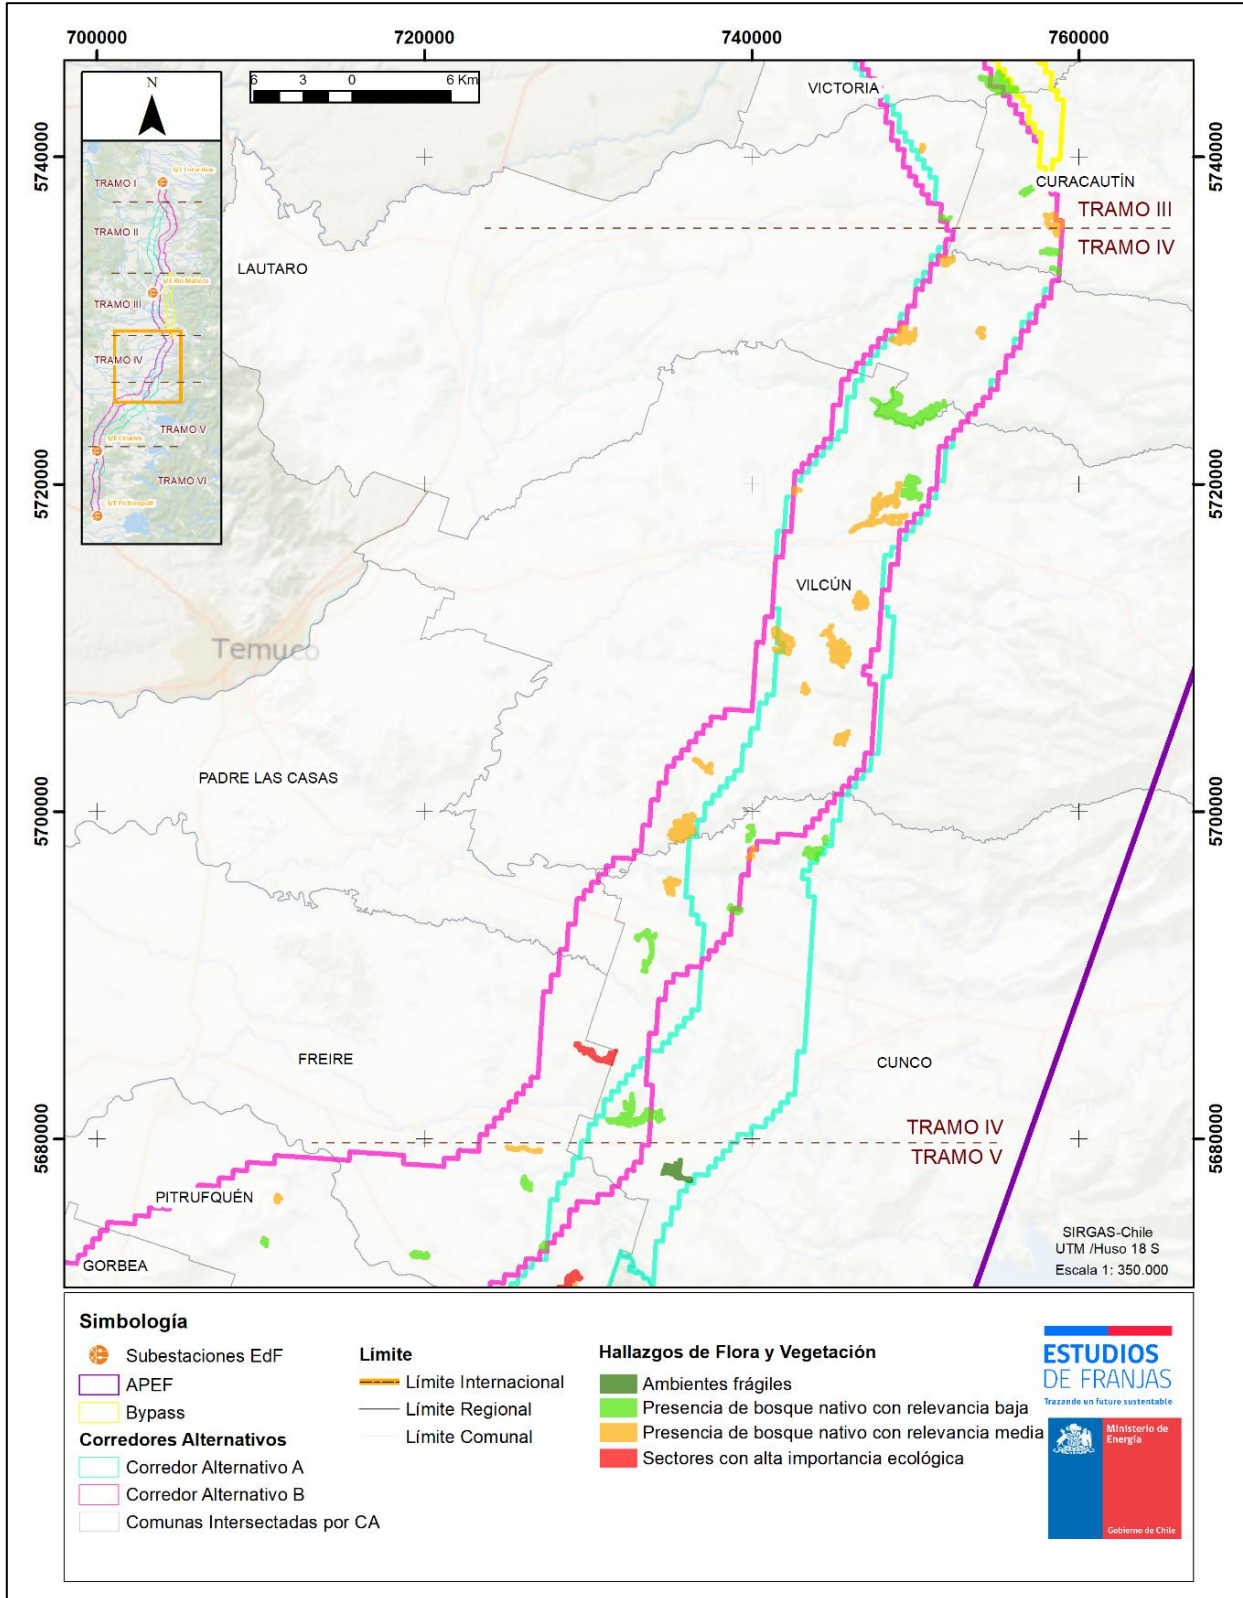 700000
720000
740000
760000
5740000
5720000
5700000
5680000
5740000
5720000
5700000
5680000
N
6 3 0 6 Km
VICTORIA
CURACAUTÍN
TRAMO III
TRAMO IV
LAUTARO
TRAMO I
TRAMO II
S/E Río Malleco
TRAMO III
TRAMO IV
TRAMO V
S/E Ciruelos
TRAMO VI
S/E Pichirropulli
VILCÚN
Temuco
PADRE LAS CASAS
FREIRE
CUNCO
TRAMO IV
TRAMO V
PITRUFQUÉN
GORBEA
SIRGAS-Chile
UTM /Huso 18 S
Escala 1: 350.000
Simbología
Subestaciones EdF
APEF
Bypass
Corredores Alternativos
Corredor Alternativo A
Corredor Alternativo B
Comunas Intersectadas por CA
Límite
Límite Internacional
Límite Regional
Límite Comunal
Hallazgos de Flora y Vegetación
Ambientes frágiles
Presencia de bosque nativo con relevancia baja
Presencia de bosque nativo con relevancia media
Sectores con alta importancia ecológica
ESTUDIOS
DE FRANJAS
Trazando un futuro sustentable
Ministerio de
Energía
Gobierno de Chile